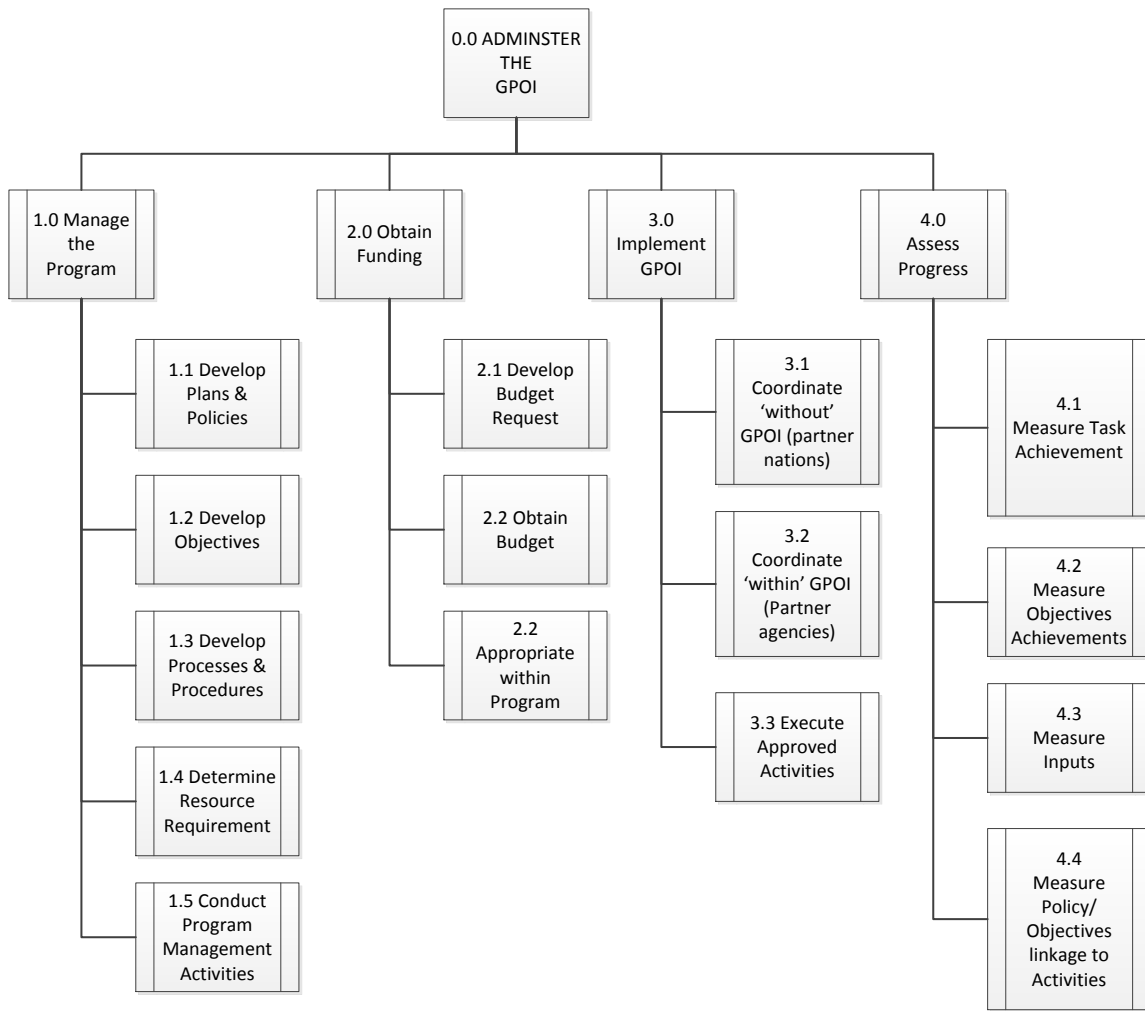 0.0 ADMINSTER
THE
GPOI
1.0 Manage
the
Program
2.0 Obtain
Funding
3.0
Implement
GPOI
4.0
Assess
Progress
1.1 Develop
Plans &
Policies
1.2 Develop
Objectives
1.3 Develop
Processes &
Procedures
1.4 Determine
Resource
Requirement
1.5 Conduct
Program
Management
Activities
2.1 Develop
Budget
Request
2.2 Obtain
Budget
2.2
Appropriate
within
Program
3.1
Coordinate
‘without’
GPOI (partner
nations)
3.2
Coordinate
‘within’ GPOI
(Partner
agencies)
3.3 Execute
Approved
Activities
4.1
Measure Task
Achievement
4.2
Measure
Objectives
Achievements
4.3
Measure
Inputs
4.4
Measure
Policy/
Objectives
linkage to
Activities